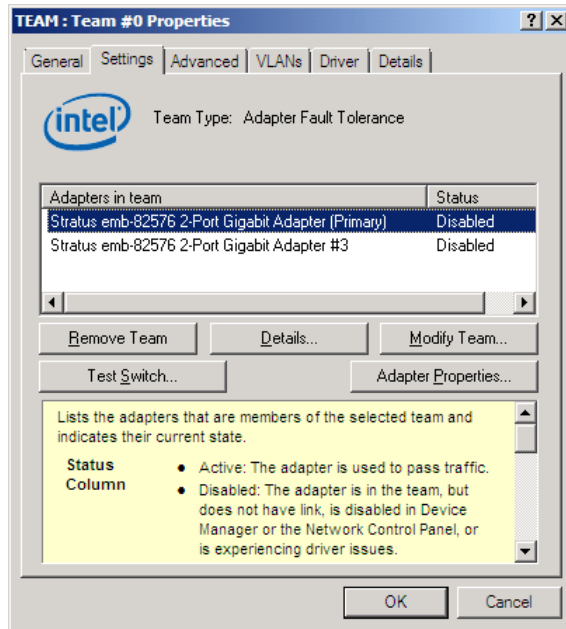 TEAM : Team #0 Properties
General Settings Advanced VLANs Driver Details
intel Team Type: Adapter Fault Tolerance
Adapters in team Status
Stratus emb-82576 2-Port Gigabit Adapter (Primary) Disabled
Stratus emb-82576 2-Port Gigabit Adapter #3 Disabled
Remove Team Details... Modify Team...
Test Switch... Adapter Properties...
Lists the adapters that are members of the selected team and
indicates their current state.
Status • Active: The adapter is used to pass traffic.
Column • Disabled: The adapter is in the team, but
does not have link, is disabled in Device
Manager or the Network Control Panel, or
is experiencing driver issues.
OK Cancel